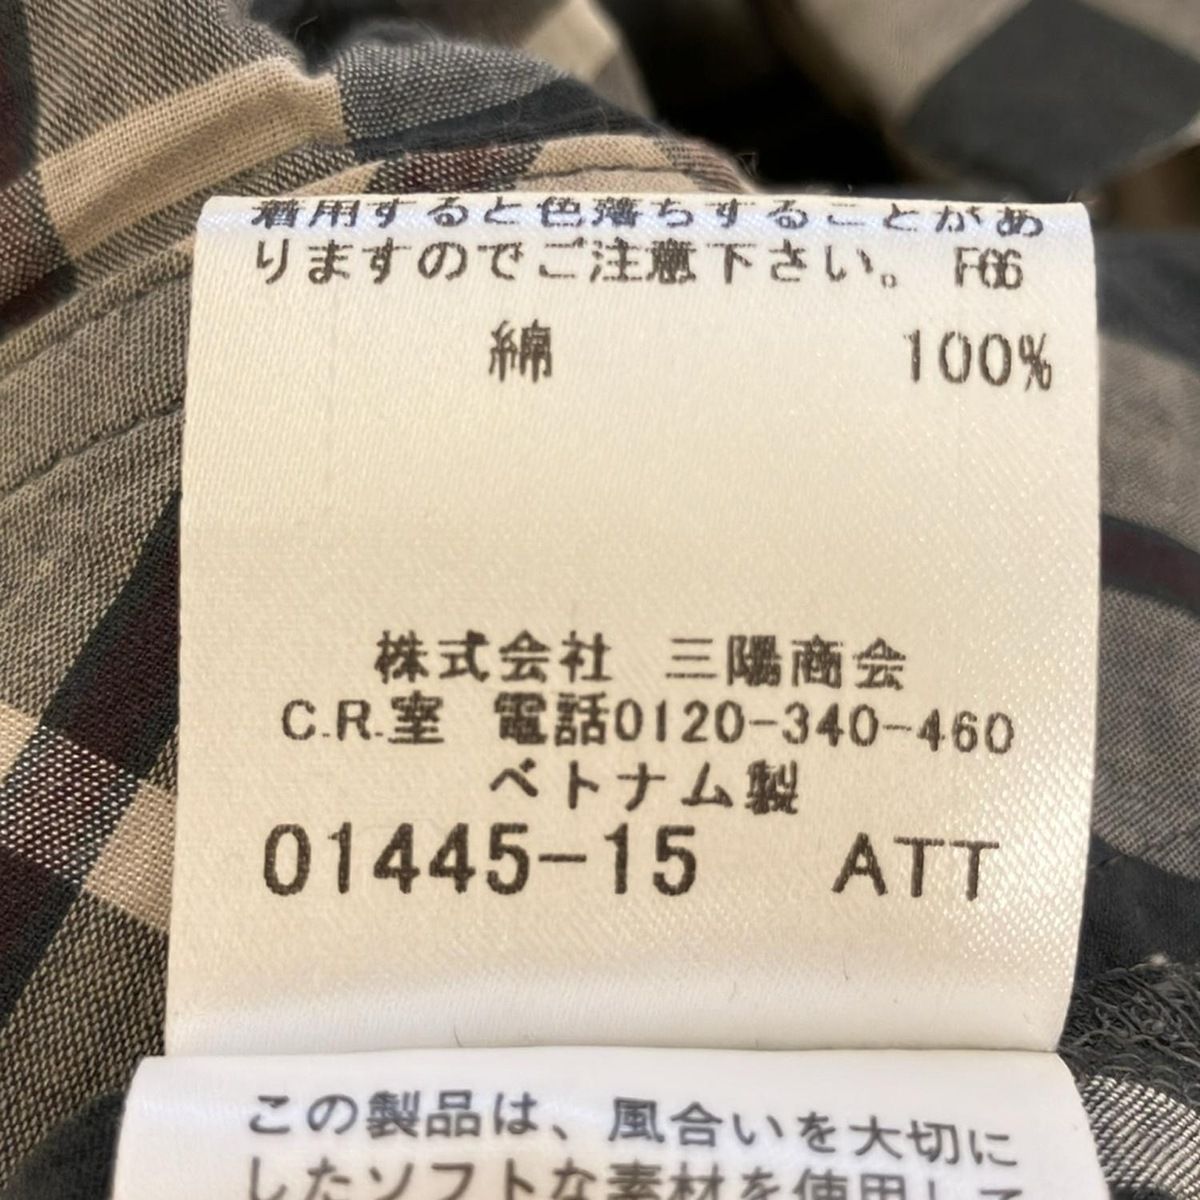 着用すると色落ちすることがあ
りますのでご注意下さい。 F66
綿 100%
株式会社 三陽商会
C.R.室 電話0120-340-460
ベトナム製
01445-15 ATT
この製品は、風合いを大切に
したソフトな素材を使用して